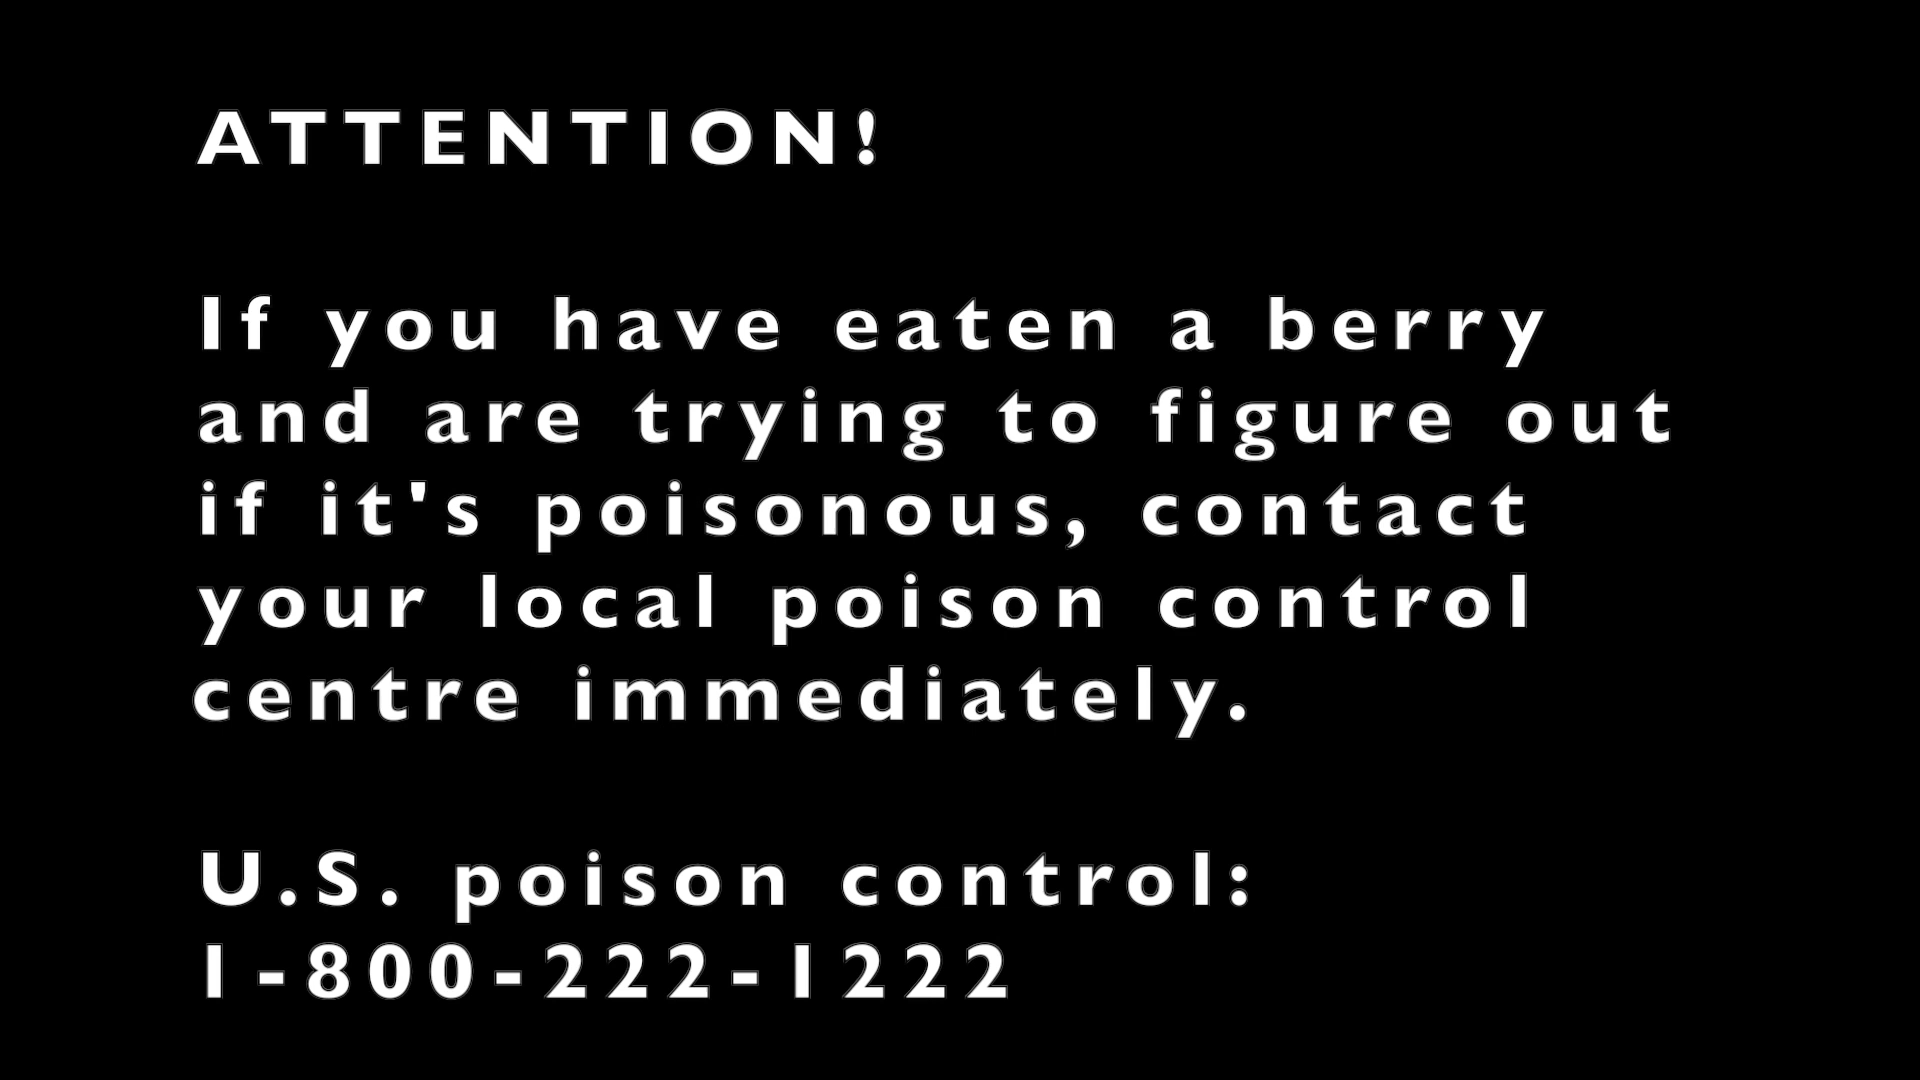 ATTENTION!
If you have eaten a berry
and are trying to figure out
if it's poisonous, contact
your local poison control
centre immediately.
U.S. poison control:
1-800-222-1222